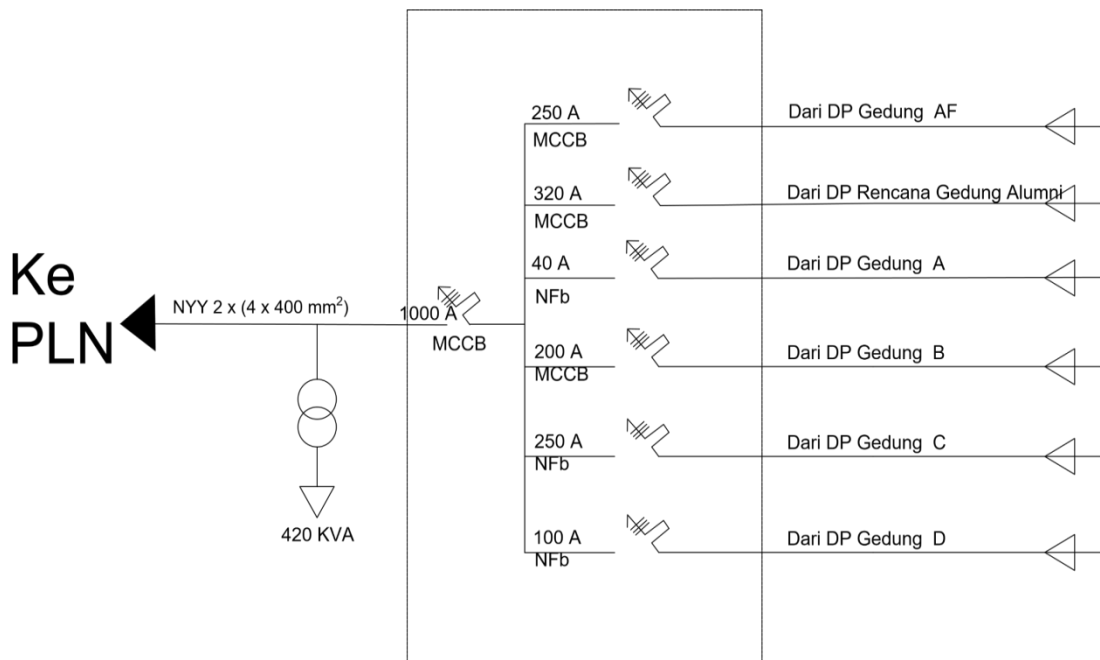 250 A
MCCB
Dari DP Gedung AF
320 A
MCCB
Dari DP Rencana Gedung Alumni
40 A
NFb
Dari DP Gedung A
Ke
PLN
NYY 2 x (4 x 400 mm²)
1000 A
MCCB
200 A
MCCB
Dari DP Gedung B
250 A
NFb
Dari DP Gedung C
420 KVA
100 A
NFb
Dari DP Gedung D